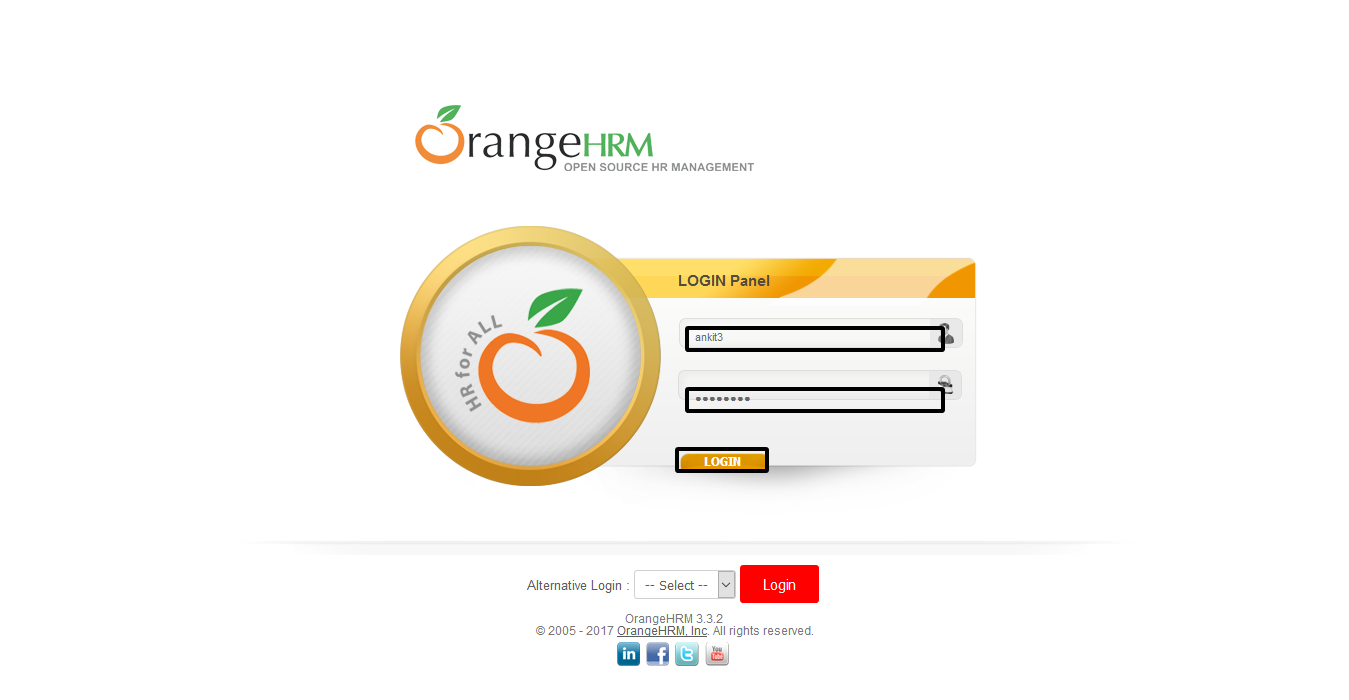 OrangeHRM
OPEN SOURCE HR MANAGEMENT
LOGIN Panel
HR for ALL
ankit3
••••••••
LOGIN
Alternative Login : -- Select -- Login
OrangeHRM 3.3.2
© 2005 - 2017 OrangeHRM, Inc. All rights reserved.
in f t You Tube